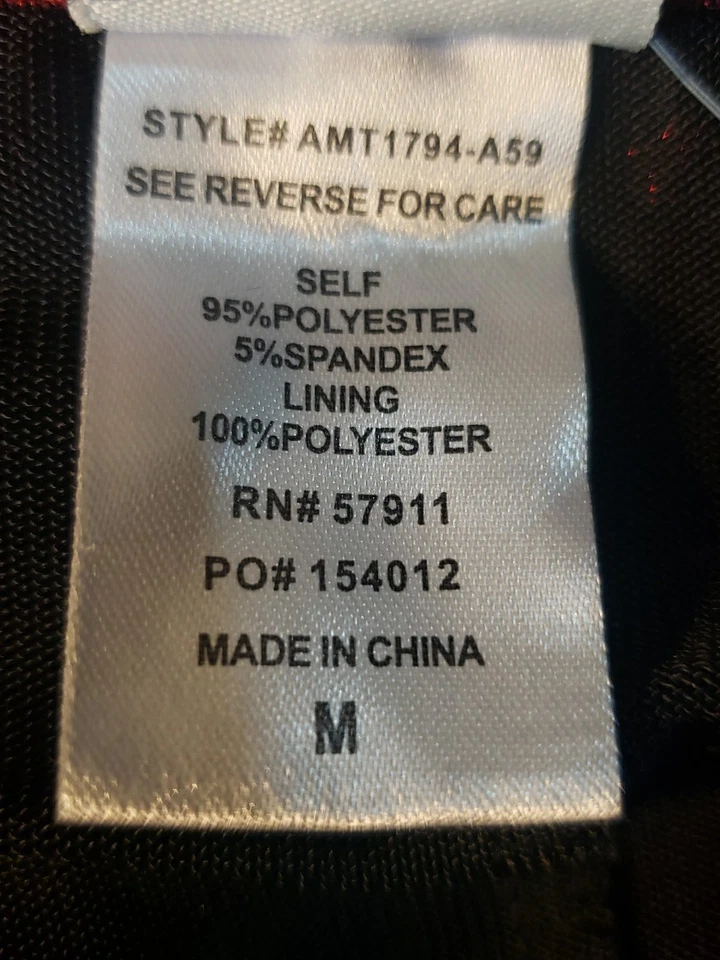 STYLE# AMT1794-A59
SEE REVERSE FOR CARE
SELF
95%POLYESTER
5%SPANDEX
LINING
100%POLYESTER
RN# 57911
PO# 154012
MADE IN CHINA
M